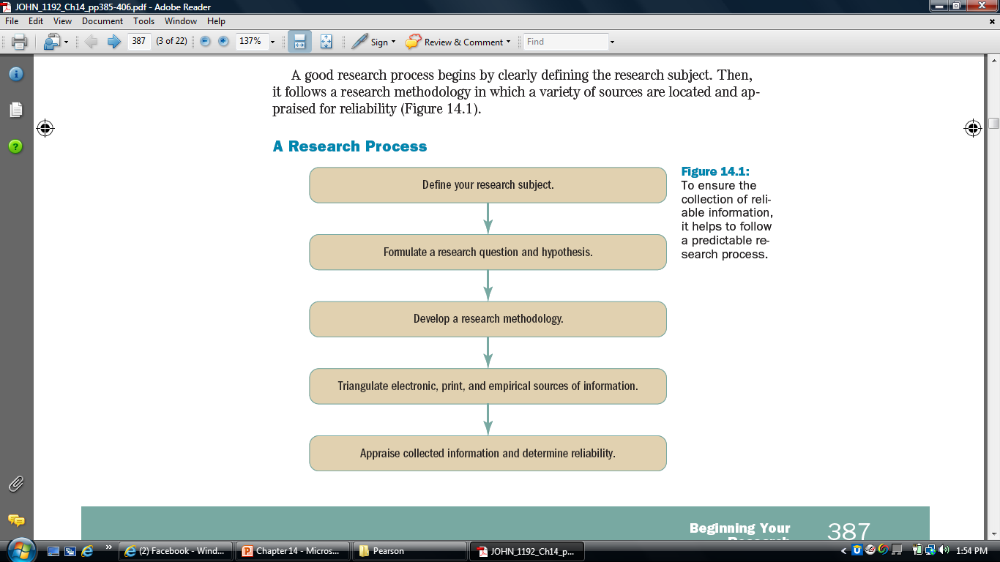 JOHN_1192_Ch14_pp385-406.pdf - Adobe Reader
File Edit View Document Tools Window Help
387 (3 of 22) 137% Sign Review & Comment Find
A good research process begins by clearly defining the research subject. Then,
it follows a research methodology in which a variety of sources are located and ap-
praised for reliability (Figure 14.1).
A Research Process
Define your research subject.
Formulate a research question and hypothesis.
Develop a research methodology.
Triangulate electronic, print, and empirical sources of information.
Appraise collected information and determine reliability.
Figure 14.1:
To ensure the
collection of reli-
able information,
it helps to follow
a predictable re-
search process.
Beginning Your
Research
387
(2) Facebook - Wind...
Chapter 14 - Micros...
Pearson
JOHN_1192_Ch14_p...
1:54 PM